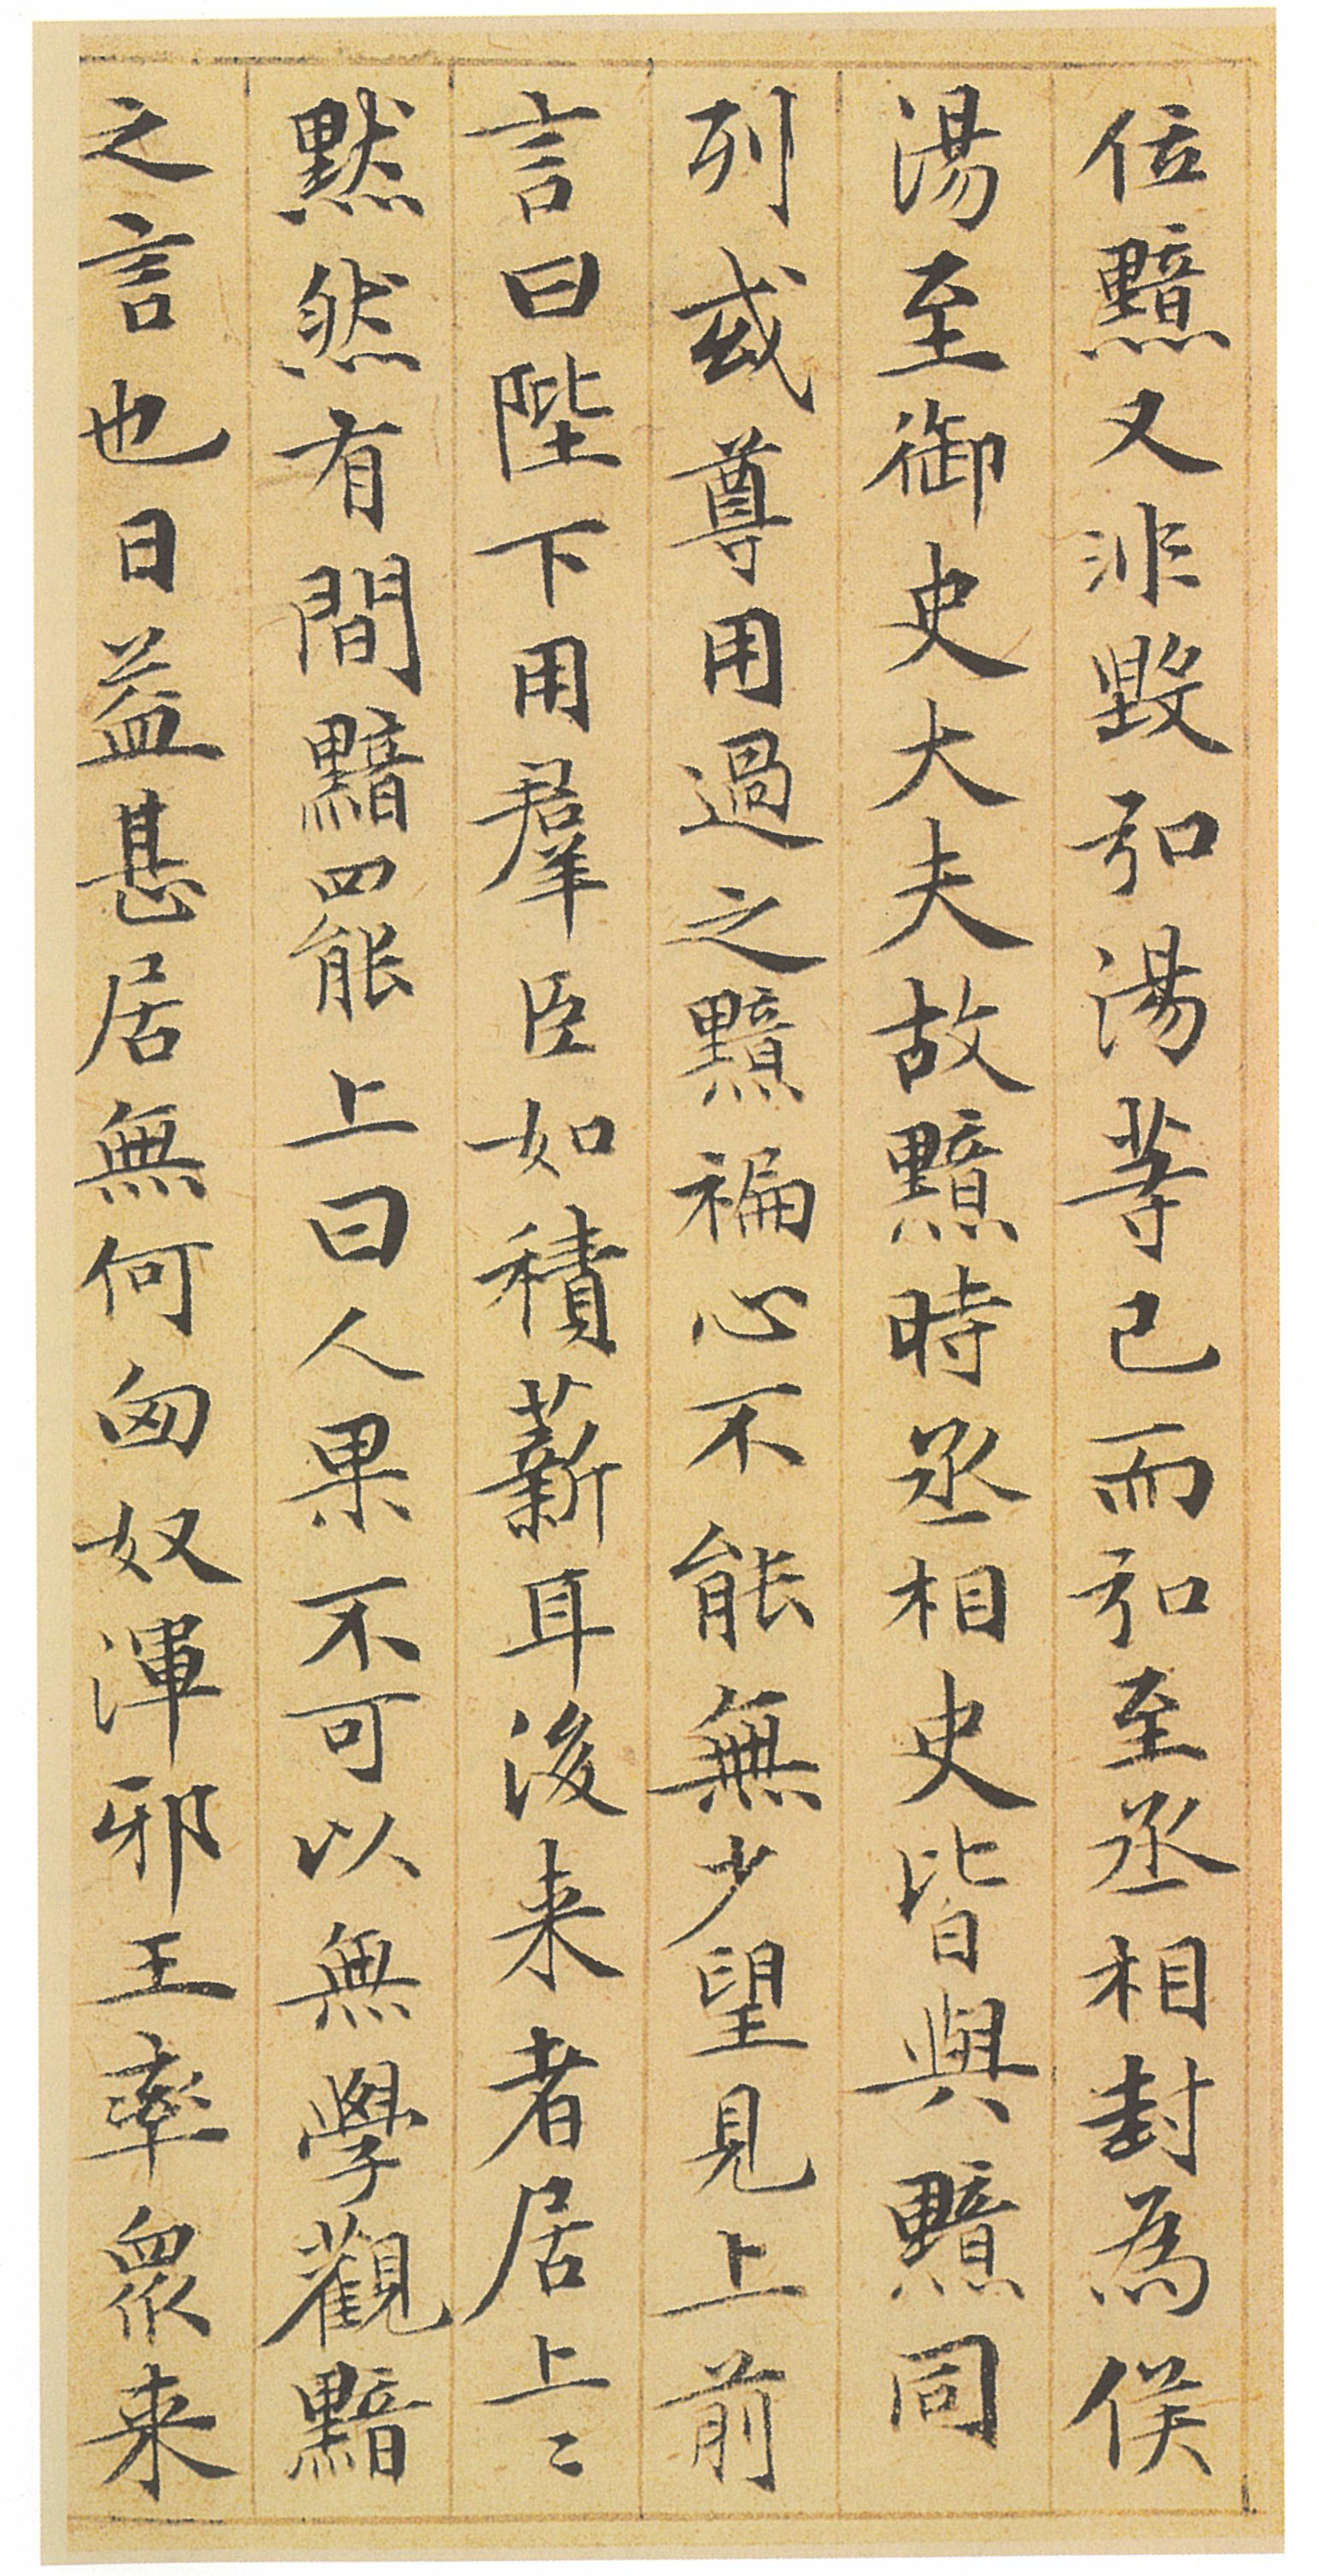 位黯又非毀弘湯等已而弘至丞相封為侯
湯至御史大夫故黯時丞相史皆與黯同
列或尊用過之黯褊心不能無少望見上前
言曰陛下用羣臣如積薪耳後来者居上〻
默然有間黯罷上曰人果不可以無學觀黯
之言也日益甚居無何匈奴渾邪王率眾来